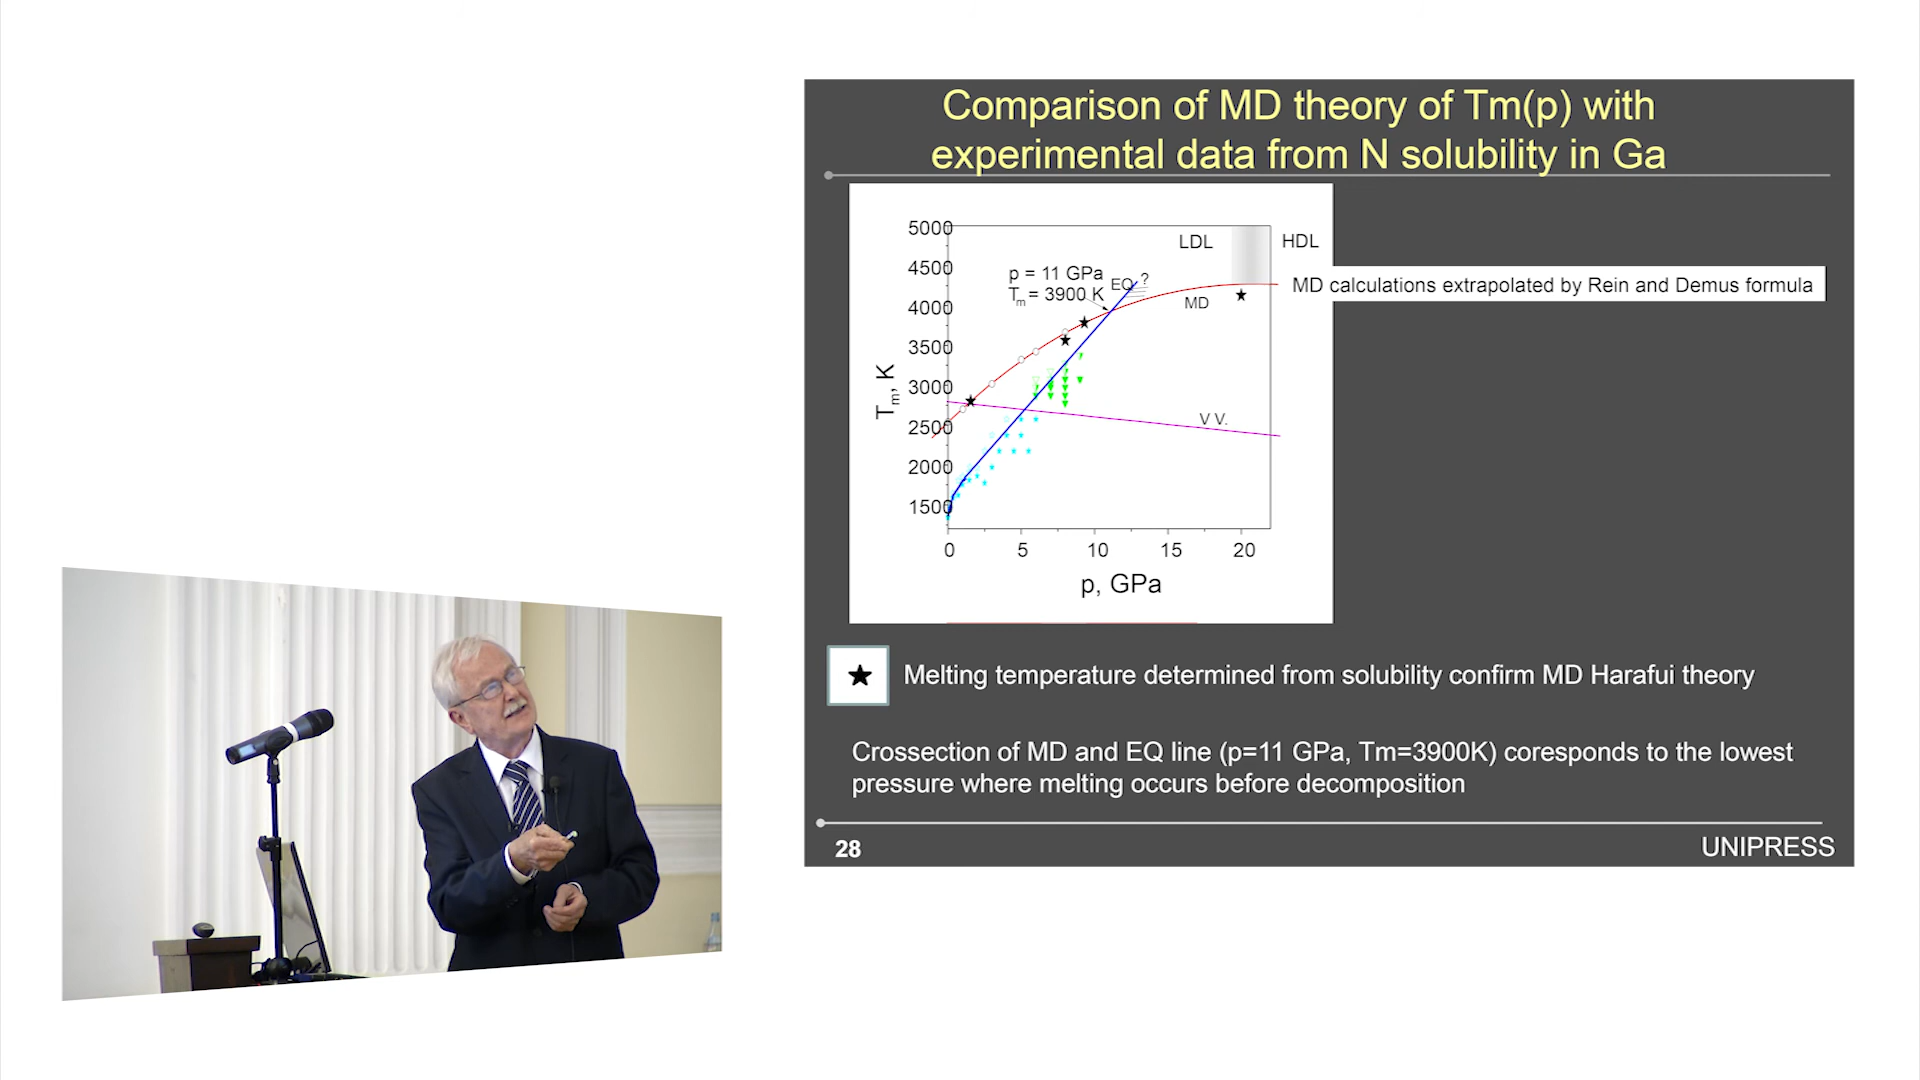 Comparison of MD theory of Tm(p) with
experimental data from N solubility in Ga
5000
4500
4000
3500
3000
2500
2000
1500
0 5 10 15 20
Tm, K
p, GPa
LDL HDL
p = 11 GPa
Tm = 3900 K
EQ ?
MD
V V.
MD calculations extrapolated by Rein and Demus formula
Melting temperature determined from solubility confirm MD Harafui theory
Crossection of MD and EQ line (p=11 GPa, Tm=3900K) coresponds to the lowest
pressure where melting occurs before decomposition
28 UNIPRESS